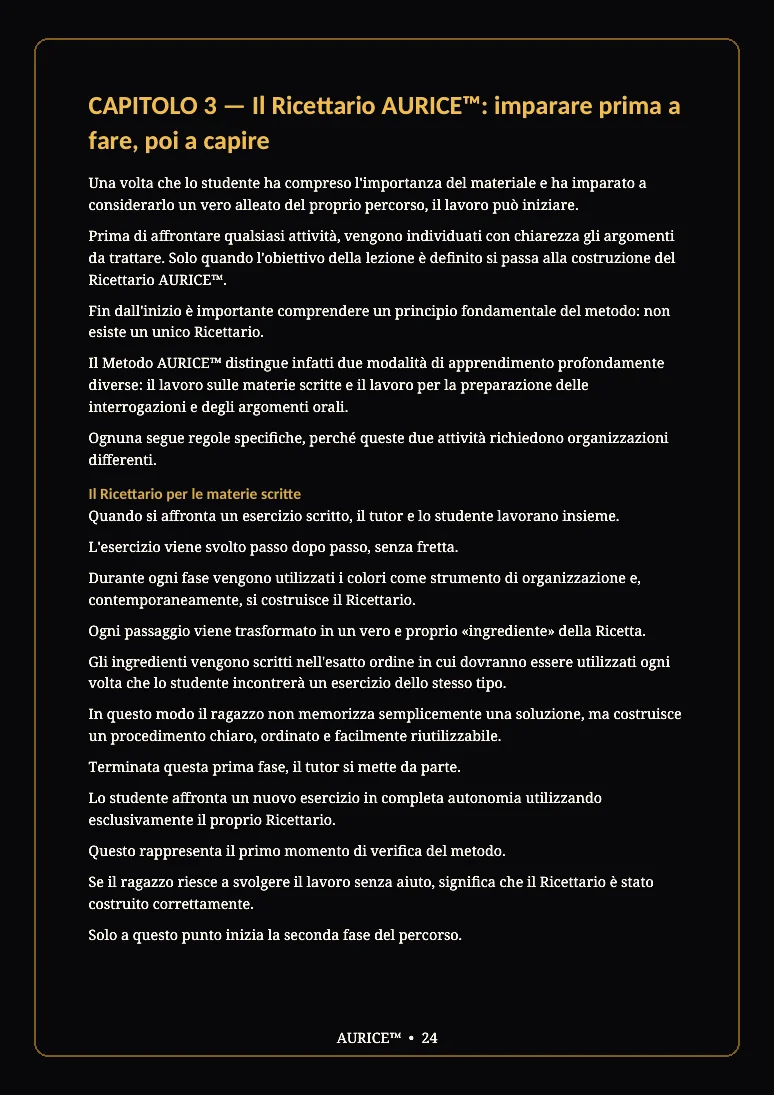 CAPITOLO 3 — Il Ricettario AURICE™: imparare prima a
fare, poi a capire
Una volta che lo studente ha compreso l'importanza del materiale e ha imparato a
considerarlo un vero alleato del proprio percorso, il lavoro può iniziare.
Prima di affrontare qualsiasi attività, vengono individuati con chiarezza gli argomenti
da trattare. Solo quando l'obiettivo della lezione è definito si passa alla costruzione del
Ricettario AURICE™.
Fin dall'inizio è importante comprendere un principio fondamentale del metodo: non
esiste un unico Ricettario.
Il Metodo AURICE™ distingue infatti due modalità di apprendimento profondamente
diverse: il lavoro sulle materie scritte e il lavoro per la preparazione delle
interrogazioni e degli argomenti orali.
Ognuna segue regole specifiche, perché queste due attività richiedono organizzazioni
differenti.
Il Ricettario per le materie scritte
Quando si affronta un esercizio scritto, il tutor e lo studente lavorano insieme.
L'esercizio viene svolto passo dopo passo, senza fretta.
Durante ogni fase vengono utilizzati i colori come strumento di organizzazione e,
contemporaneamente, si costruisce il Ricettario.
Ogni passaggio viene trasformato in un vero e proprio «ingrediente» della Ricetta.
Gli ingredienti vengono scritti nell'esatto ordine in cui dovranno essere utilizzati ogni
volta che lo studente incontrerà un esercizio dello stesso tipo.
In questo modo il ragazzo non memorizza semplicemente una soluzione, ma costruisce
un procedimento chiaro, ordinato e facilmente riutilizzabile.
Terminata questa prima fase, il tutor si mette da parte.
Lo studente affronta un nuovo esercizio in completa autonomia utilizzando
esclusivamente il proprio Ricettario.
Questo rappresenta il primo momento di verifica del metodo.
Se il ragazzo riesce a svolgere il lavoro senza aiuto, significa che il Ricettario è stato
costruito correttamente.
Solo a questo punto inizia la seconda fase del percorso.
AURICE™ • 24